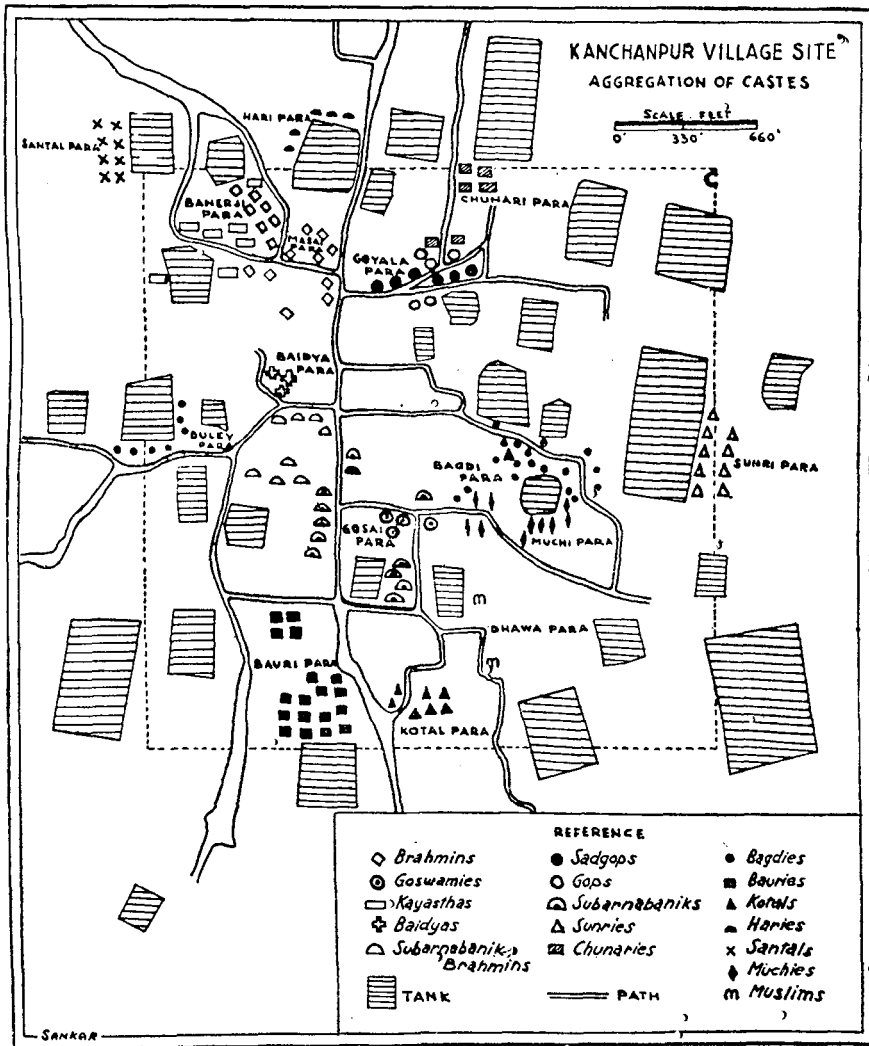 KANCHANPUR VILLAGE SITE
AGGREGATION OF CASTES
SCALE FEET
0' 330' 660'
HARI PARA
SANTAL PARA
BANERJI
PARA
MASAI
PARA
CHUNARI PARA
GOYALA
PARA
BAIDYA
PARA
DULEY
PARA
BAGDI
PARA
SUNRI PARA
GOSAI
PARA
MUCHI PARA
DHAWA PARA
BAURI PARA
KOTAL PARA
REFERENCE
Brahmins
Goswamies
Kayasthas
Baidyas
Subarnabanik
Brahmins
TANK
Sadgops
Gops
Subarnabaniks
Sunries
Chunaries
PATH
Bagdies
Bauries
Kotals
Haries
Santals
Muchies
m Muslims
SANKAR